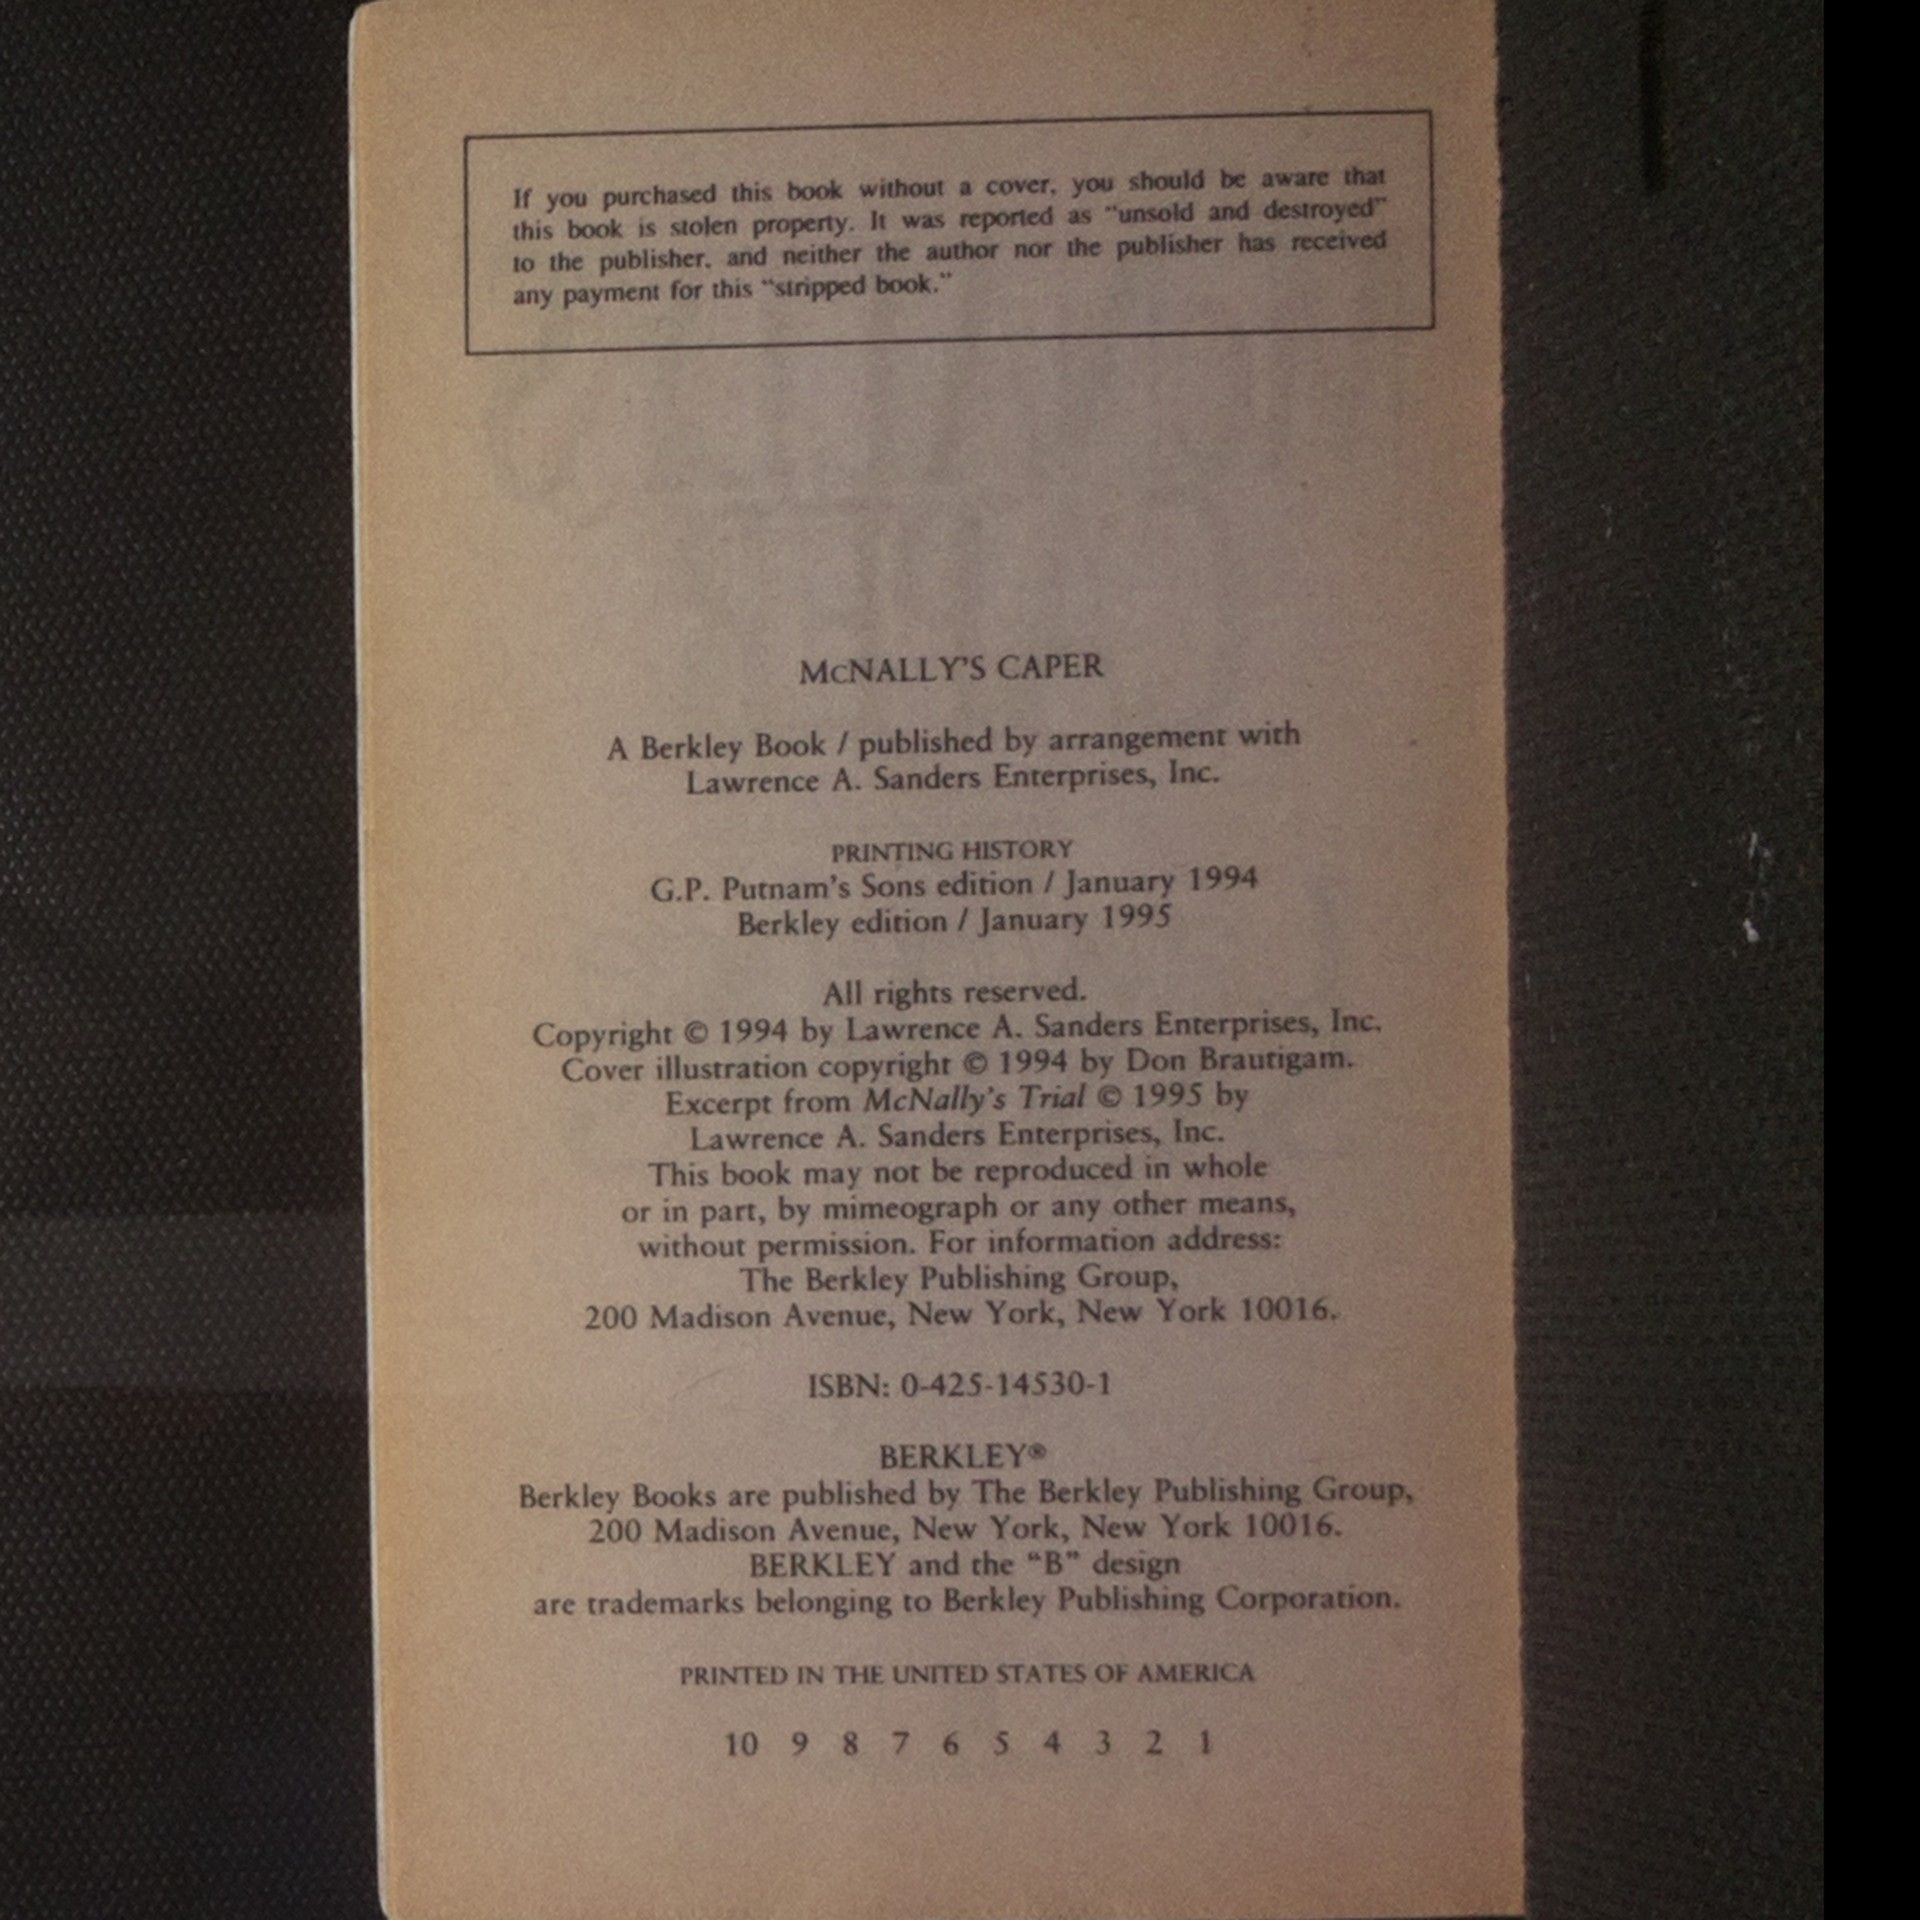 If you purchased this book without a cover, you should be aware that
this book is stolen property. It was reported as "unsold and destroyed"
to the publisher, and neither the author nor the publisher has received
any payment for this "stripped book."
McNALLY'S CAPER
A Berkley Book / published by arrangement with
Lawrence A. Sanders Enterprises, Inc.
PRINTING HISTORY
G.P. Putnam's Sons edition / January 1994
Berkley edition / January 1995
All rights reserved.
Copyright © 1994 by Lawrence A. Sanders Enterprises, Inc.
Cover illustration copyright © 1994 by Don Brautigam.
Excerpt from McNally's Trial © 1995 by
Lawrence A. Sanders Enterprises, Inc.
This book may not be reproduced in whole
or in part, by mimeograph or any other means,
without permission. For information address:
The Berkley Publishing Group,
200 Madison Avenue, New York, New York 10016.
ISBN: 0-425-14530-1
BERKLEY®
Berkley Books are published by The Berkley Publishing Group,
200 Madison Avenue, New York, New York 10016.
BERKLEY and the "B" design
are trademarks belonging to Berkley Publishing Corporation.
PRINTED IN THE UNITED STATES OF AMERICA
10 9 8 7 6 5 4 3 2 1